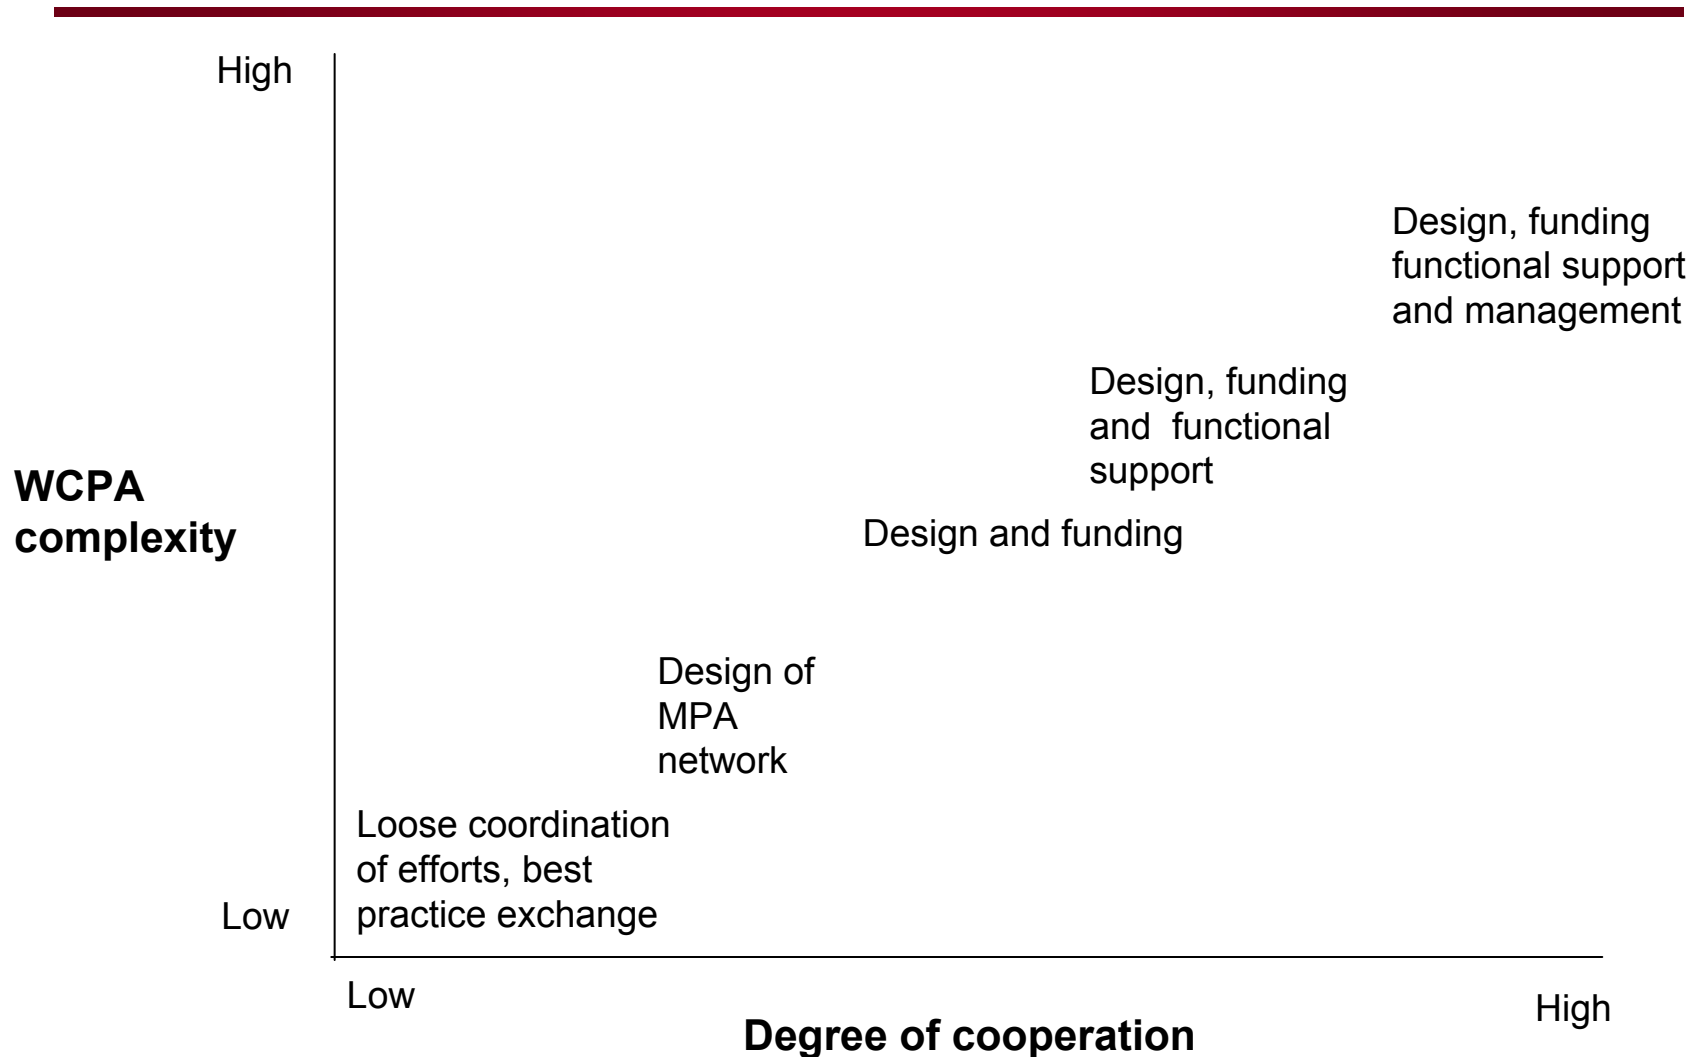 High
Design, funding
functional support
and management
Design, funding
and functional
support
WCPA
complexity
Design and funding
Design of
MPA
network
Loose coordination
of efforts, best
practice exchange
Low
Low
High
Degree of cooperation